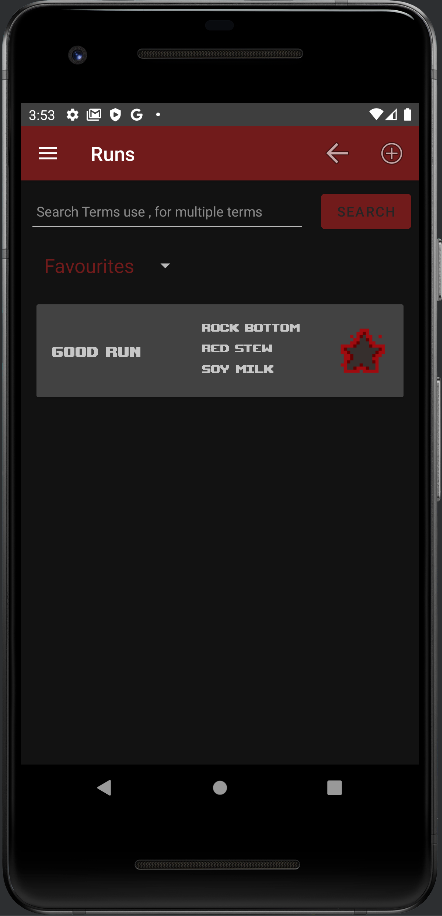 3:53
Runs
Search Terms use , for multiple terms
SEARCH
Favourites
GOOD RUN
ROCK BOTTOM
RED STEW
SOY MILK